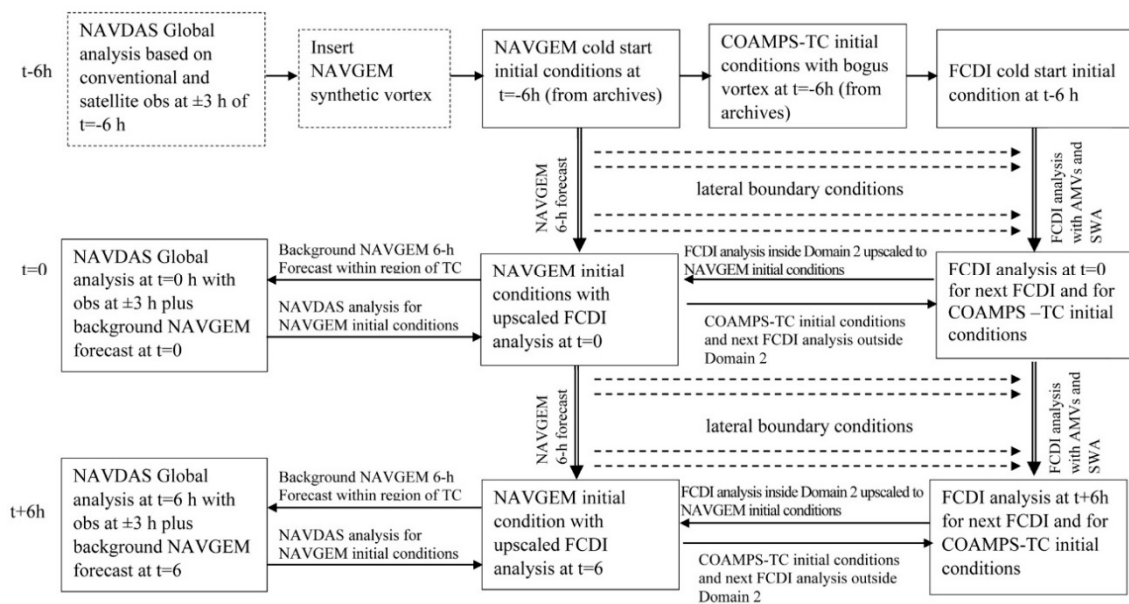 t-6h
NAVDAS Global
analysis based on
conventional and
satellite obs at ±3 h of
t=-6 h
Insert
NAVGEM
synthetic vortex
NAVGEM cold start
initial conditions at
t=-6h (from archives)
COAMPS-TC initial
conditions with bogus
vortex at t=-6h (from
archives)
FCDI cold start initial
condition at t-6 h
NAVGEM
6-h forecast
lateral boundary conditions
FCDI analysis
with AMVs and
SWA
t=0
NAVDAS Global
analysis at t=0 h with
obs at ±3 h plus
background NAVGEM
forecast at t=0
Background NAVGEM 6-h
Forecast within region of TC
NAVDAS analysis for
NAVGEM initial conditions
NAVGEM initial
conditions with
upscaled FCDI
analysis at t=0
FCDI analysis inside Domain 2 upscaled to
NAVGEM initial conditions
COAMPS-TC initial conditions
and next FCDI analysis outside
Domain 2
FCDI analysis at t=0
for next FCDI and for
COAMPS –TC initial
conditions
NAVGEM
6-h forecast
lateral boundary conditions
FCDI analysis
with AMVs and
SWA
t+6h
NAVDAS Global
analysis at t=6 h with
obs at ±3 h plus
background NAVGEM
forecast at t=6
Background NAVGEM 6-h
Forecast within region of TC
NAVDAS analysis for
NAVGEM initial conditions
NAVGEM initial
condition with
upscaled FCDI
analysis at t=6
FCDI analysis inside Domain 2 upscaled to
NAVGEM initial conditions
COAMPS-TC initial conditions
and next FCDI analysis outside
Domain 2
FCDI analysis at t+6h
for next FCDI and for
COAMPS-TC initial
conditions